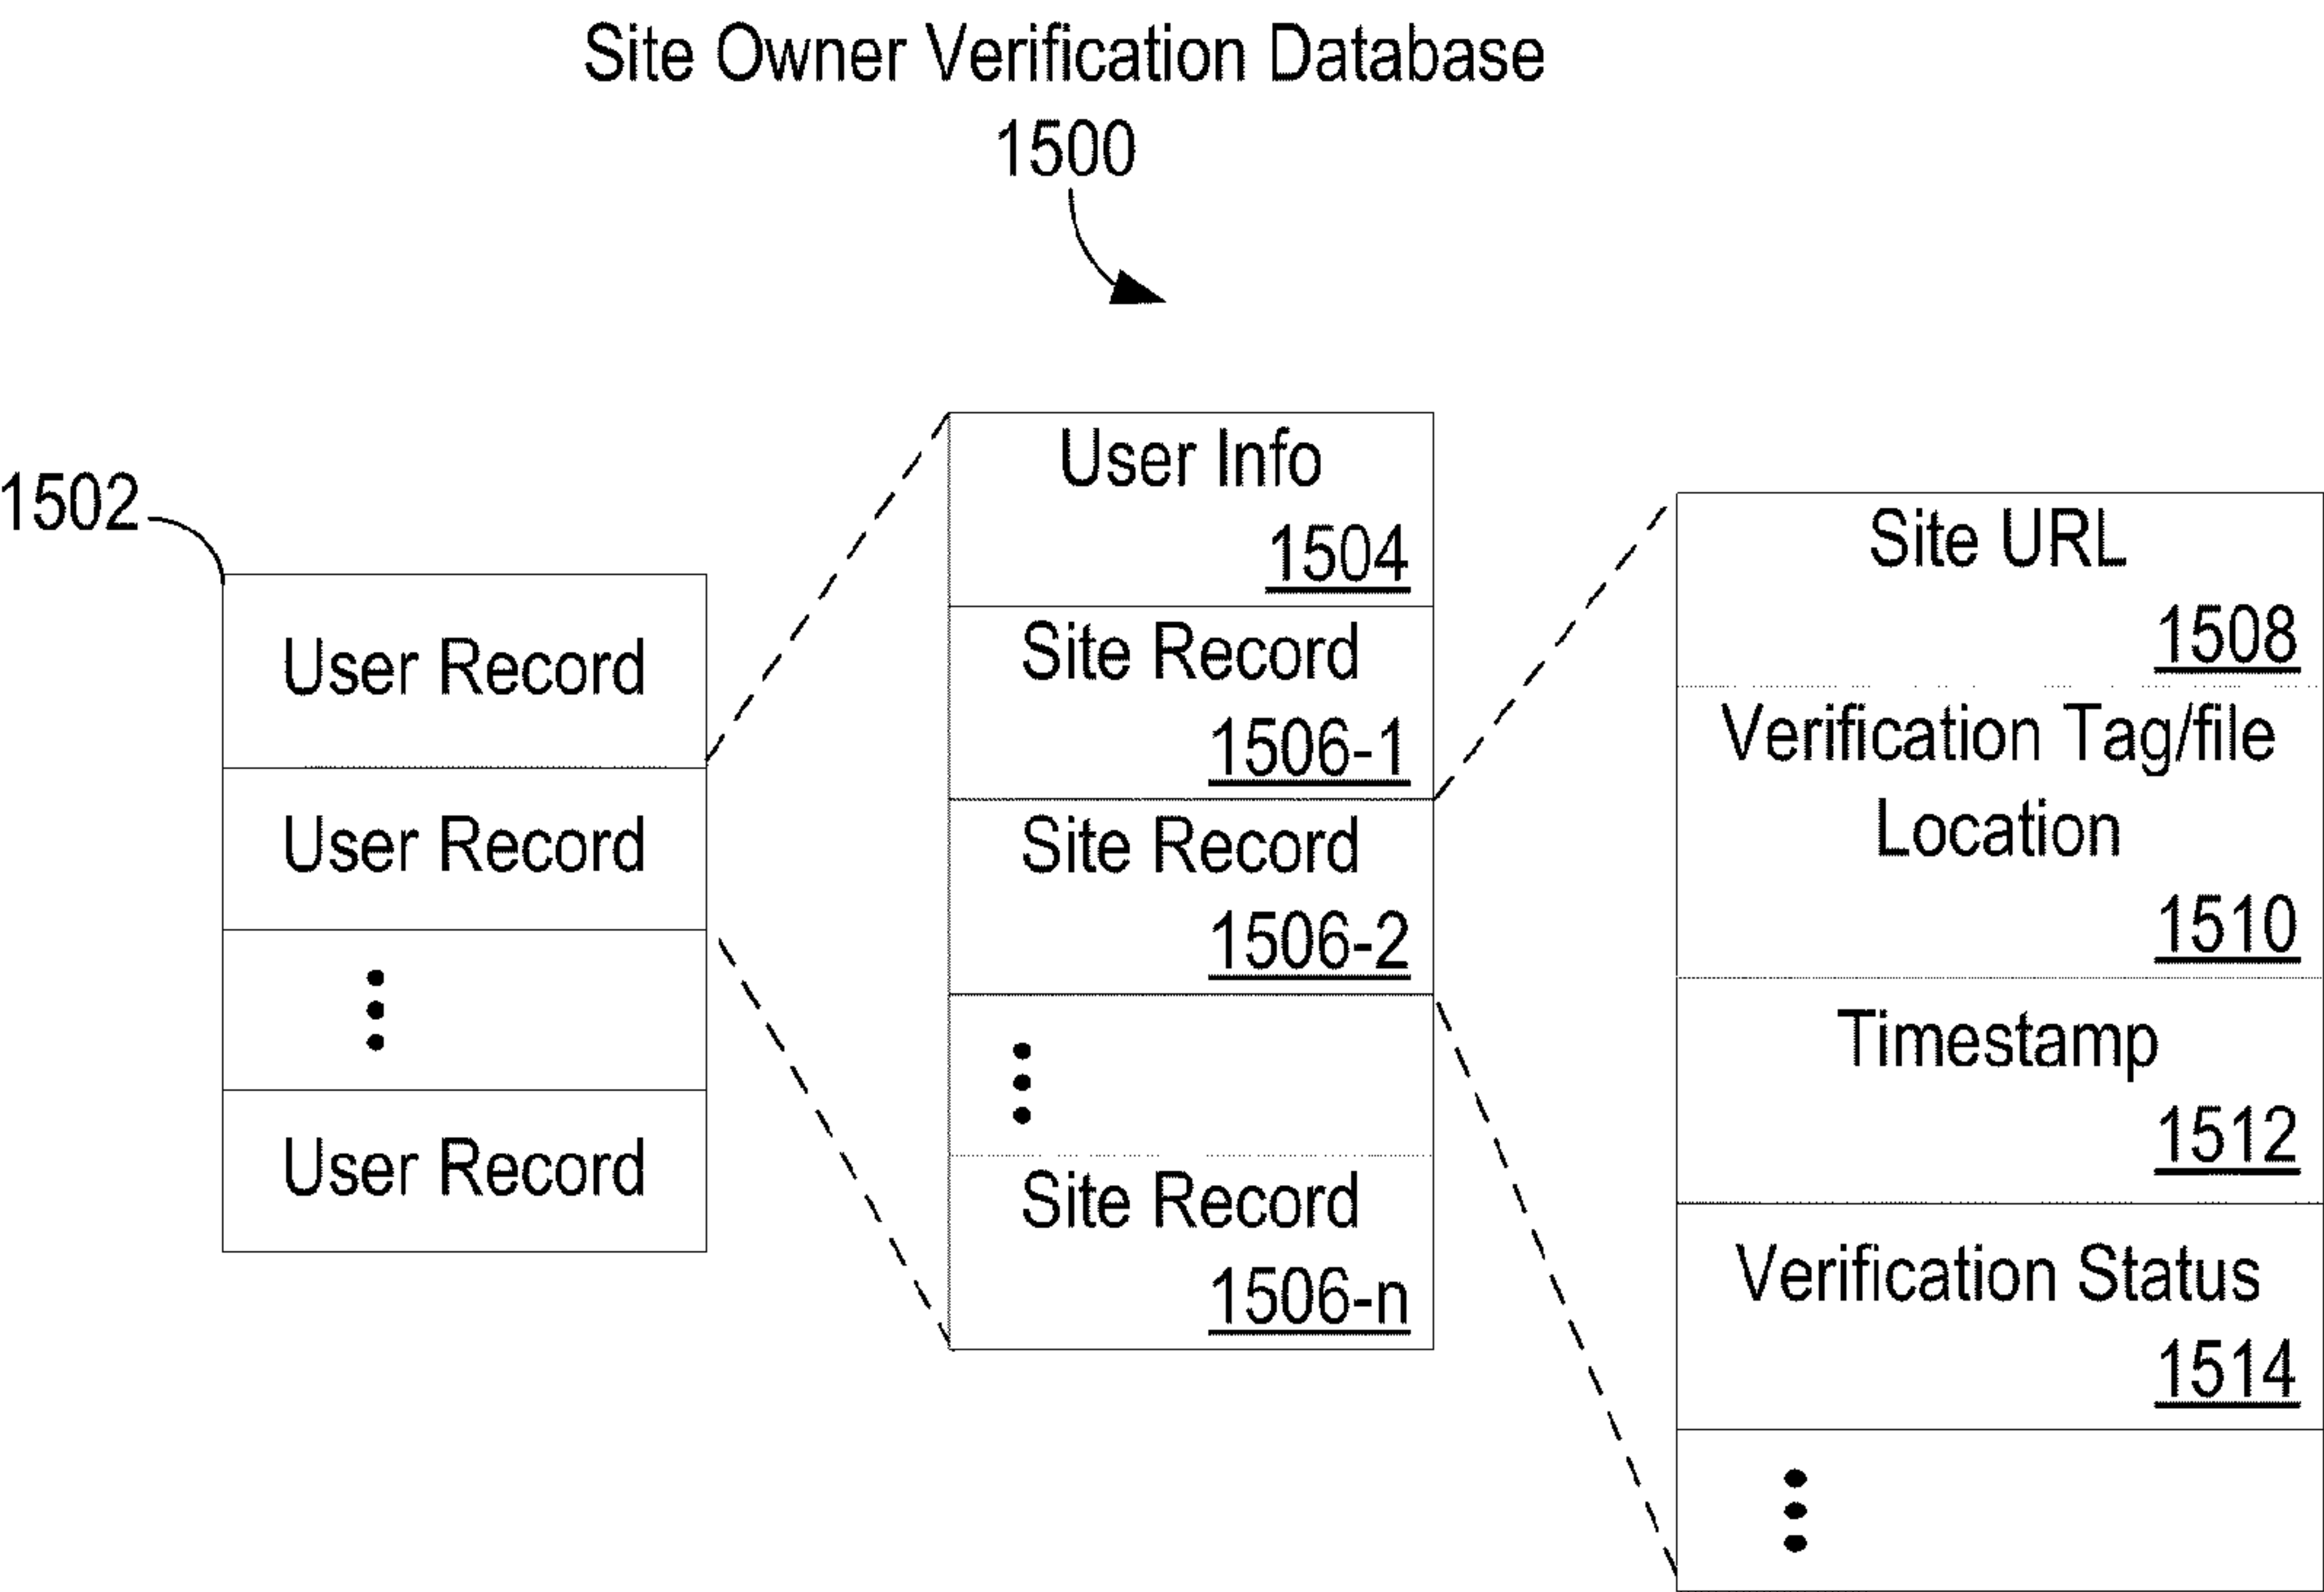 Site Owner Verification Database
1500
1502
User Record
User Record
User Record
User Info
1504
Site Record
1506-1
Site Record
1506-2
Site Record
1506-n
Site URL
1508
Verification Tag/file
Location
1510
Timestamp
1512
Verification Status
1514